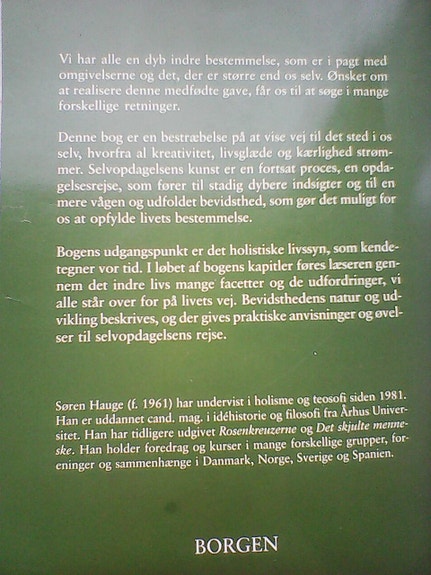 Vi har alle en dyb indre bestemmelse, som er i pagt med
omgivelserne og det, der er større end os selv. Ønsket om
at realisere denne medfødte gave, får os til at søge i mange
forskellige retninger.
Denne bog er en bestræbelse på at vise vej til det sted i os
selv, hvorfra al kreativitet, livsglæde og kærlighed strøm-
mer. Selvopdagelsens kunst er en fortsat proces, en opda-
gelsesrejse, som fører til stadig dybere indsigter og til en
mere vågen og udfoldet bevidsthed, som gør det muligt for
os at opfylde livets bestemmelse.
Bogens udgangspunkt er det holistiske livssyn, som kende-
tegner vor tid. I løbet af bogens kapitler føres læseren gen-
nem det indre livs mange facetter og de udfordringer, vi
alle står over for på livets vej. Bevidsthedens natur og ud-
vikling beskrives, og der gives praktiske anvisninger og øvel-
ser til selvopdagelsens rejse.
Søren Hauge (f. 1961) har undervist i holisme og teosofi siden 1981.
Han er uddannet cand. mag. i idéhistorie og filosofi fra Århus Univer-
sitet. Han har tidligere udgivet Rosenkreuzerne og Det skjulte menne-
ske. Han holder foredrag og kurser i mange forskellige grupper, for-
eninger og sammenhænge i Danmark, Norge, Sverige og Spanien.
BORGEN